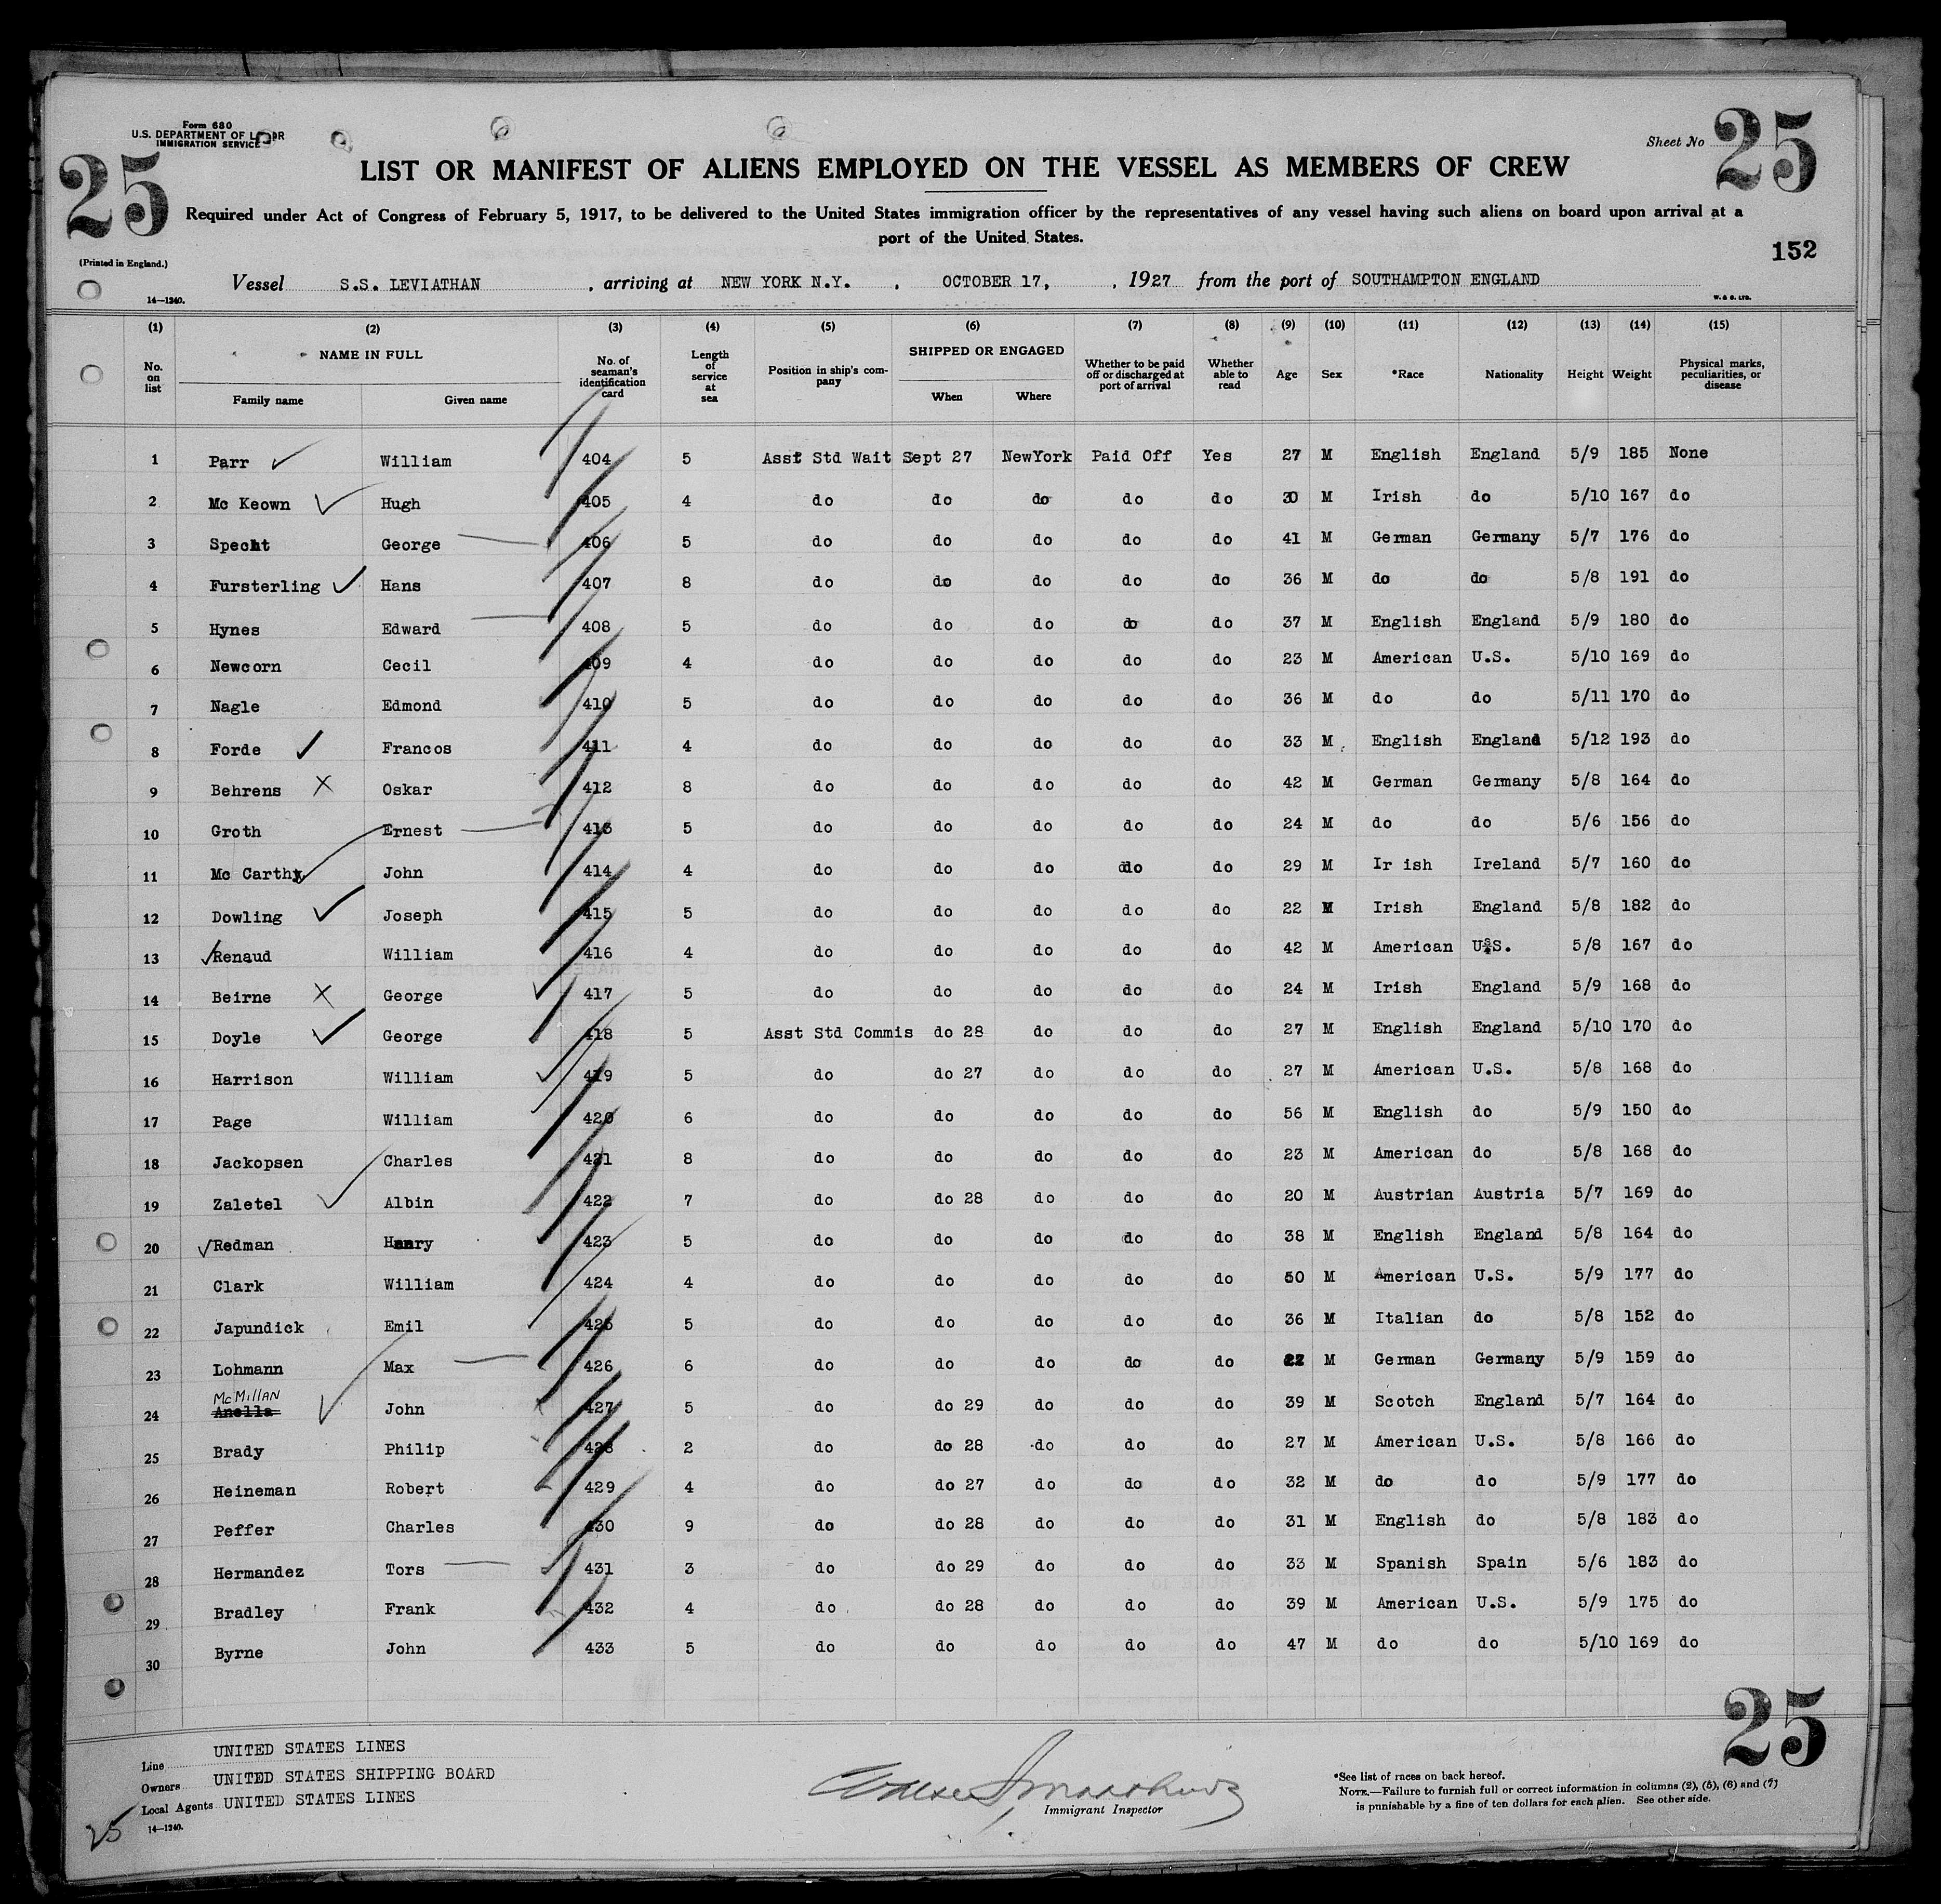 Form 680
U.S. DEPARTMENT OF LABOR
IMMIGRATION SERVICE
25
Sheet No 25
LIST OR MANIFEST OF ALIENS EMPLOYED ON THE VESSEL AS MEMBERS OF CREW
Required under Act of Congress of February 5, 1917, to be delivered to the United States immigration officer by the representatives of any vessel having such aliens on board upon arrival at a
port of the United States.
152
(Printed in England.)
Vessel S.S. LEVIATHAN , arriving at NEW YORK N.Y. , OCTOBER 17, , 1927 from the port of SOUTHAMPTON ENGLAND
14—1240.
W. & S. LTD.
(1) (2) (3) (4) (5) (6) (7) (8) (9) (10) (11) (12) (13) (14) (15)
No. on list NAME IN FULL Family name Given name No. of seaman's identification card Length of service at sea Position in ship's company SHIPPED OR ENGAGED When Where Whether to be paid off or discharged at port of arrival Whether able to read Age Sex *Race Nationality Height Weight Physical marks, peculiarities, or disease
1 Parr William 404 5 Asst Std Wait Sept 27 NewYork Paid Off Yes 27 M English England 5/9 185 None
2 Mc Keown Hugh 405 4 do do do do do 30 M Irish do 5/10 167 do
3 Specht George 406 5 do do do do do 41 M German Germany 5/7 176 do
4 Fursterling Hans 407 8 do do do do do 36 M do do 5/8 191 do
5 Hynes Edward 408 5 do do do do do 37 M English England 5/9 180 do
6 Newcorn Cecil 409 4 do do do do do 23 M American U.S. 5/10 169 do
7 Nagle Edmond 410 5 do do do do do 36 M do do 5/11 170 do
8 Forde Francos 411 4 do do do do do 33 M English England 5/12 193 do
9 Behrens Oskar 412 8 do do do do do 42 M German Germany 5/8 164 do
10 Groth Ernest 413 5 do do do do do 24 M do do 5/6 156 do
11 Mc Carthy John 414 4 do do do do do 29 M Ir ish Ireland 5/7 160 do
12 Dowling Joseph 415 5 do do do do do 22 M Irish England 5/8 182 do
13 Renaud William 416 4 do do do do do 42 M American U.S. 5/8 167 do
14 Beirne George 417 5 do do do do do 24 M Irish England 5/9 168 do
15 Doyle George 418 5 Asst Std Commis do 28 do do do 27 M English England 5/10 170 do
16 Harrison William 419 5 do do 27 do do do 27 M American U.S. 5/8 168 do
17 Page William 420 6 do do do do do 56 M English do 5/9 150 do
18 Jackopsen Charles 421 8 do do do do do 23 M American do 5/8 168 do
19 Zaletel Albin 422 7 do do 28 do do do 20 M Austrian Austria 5/7 169 do
20 Redman Henry 423 5 do do do do do 38 M English England 5/8 164 do
21 Clark William 424 4 do do do do do 50 M American U.S. 5/9 177 do
22 Japundick Emil 425 5 do do do do do 36 M Italian do 5/8 152 do
23 Lohmann Max 426 6 do do do do do 22 M German Germany 5/9 159 do
McMillan
24 Anella John 427 5 do do 29 do do do 39 M Scotch England 5/7 164 do
25 Brady Philip 428 2 do do 28 do do do 27 M American U.S. 5/8 166 do
26 Heineman Robert 429 4 do do 27 do do do 32 M do do 5/9 177 do
27 Peffer Charles 430 9 do do 28 do do do 31 M English do 5/8 183 do
28 Hermandez Tors 431 3 do do 29 do do do 33 M Spanish Spain 5/6 183 do
29 Bradley Frank 432 4 do do 28 do do do 39 M American U.S. 5/9 175 do
30 Byrne John 433 5 do do do do do 47 M do do 5/10 169 do
25
Line UNITED STATES LINES
Owners UNITED STATES SHIPPING BOARD
Local Agents UNITED STATES LINES
14—1240.
25
Immigrant Inspector
*See list of races on back hereof.
NOTE.—Failure to furnish full or correct information in columns (2), (5), (6) and (7)
is punishable by a fine of ten dollars for each alien. See other side.